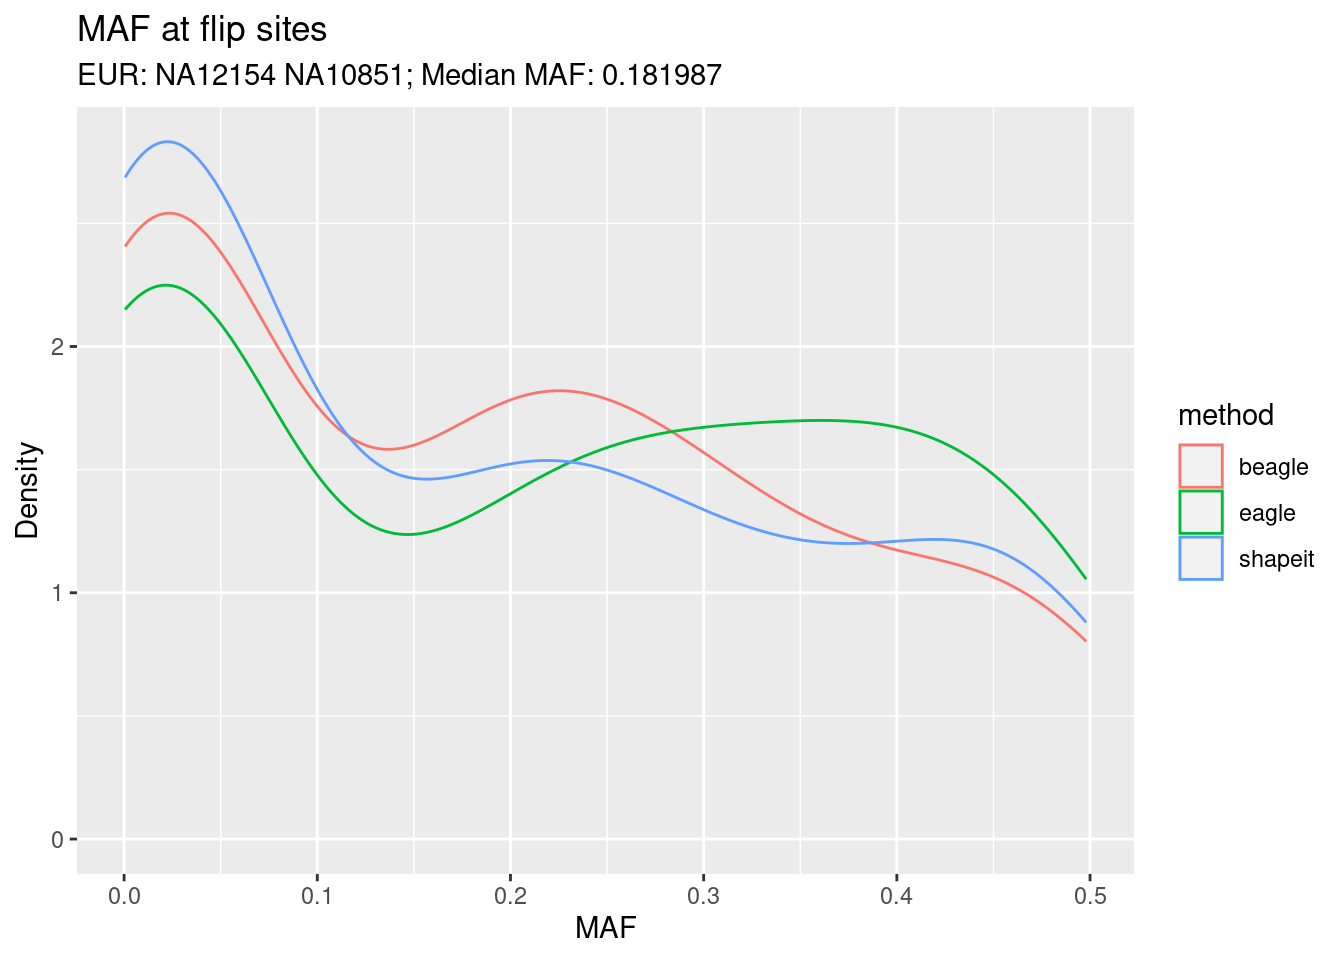 MAF at flip sites
EUR: NA12154 NA10851; Median MAF: 0.181987
Density
2
1
0
0.0 0.1 0.2 0.3 0.4 0.5
MAF
method
beagle
eagle
shapeit